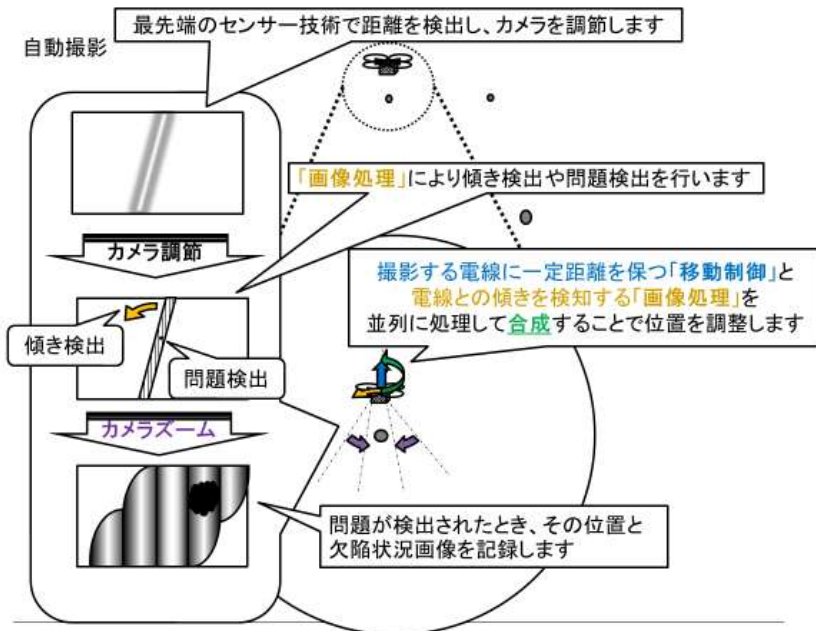 自動撮影
最先端のセンサー技術で距離を検出し、カメラを調節します
「画像処理」により傾き検出や問題検出を行います
カメラ調節
撮影する電線に一定距離を保つ「移動制御」と
電線との傾きを検知する「画像処理」を
並列に処理して合成することで位置を調整します
傾き検出
問題検出
カメラズーム
問題が検出されたとき、その位置と
欠陥状況画像を記録します